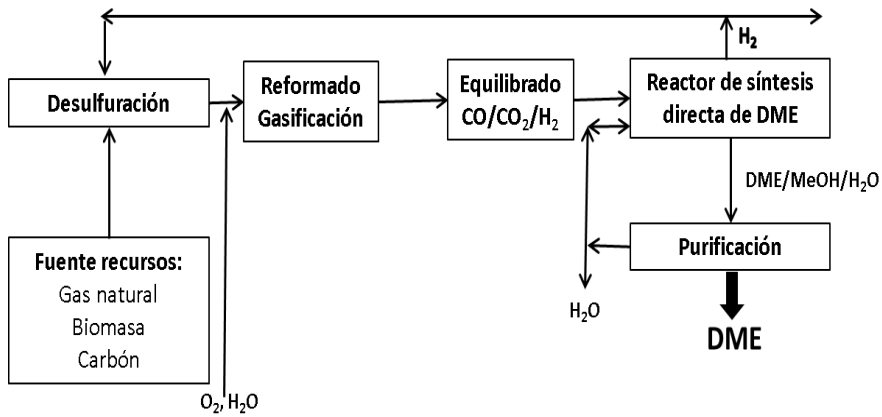 H₂
Desulfuración
Reformado
Gasificación
Equilibrado
CO/CO₂/H₂
Reactor de síntesis
directa de DME
DME/MeOH/H₂O
Fuente recursos:
Gas natural
Biomasa
Carbón
Purificación
H₂O
DME
O₂, H₂O